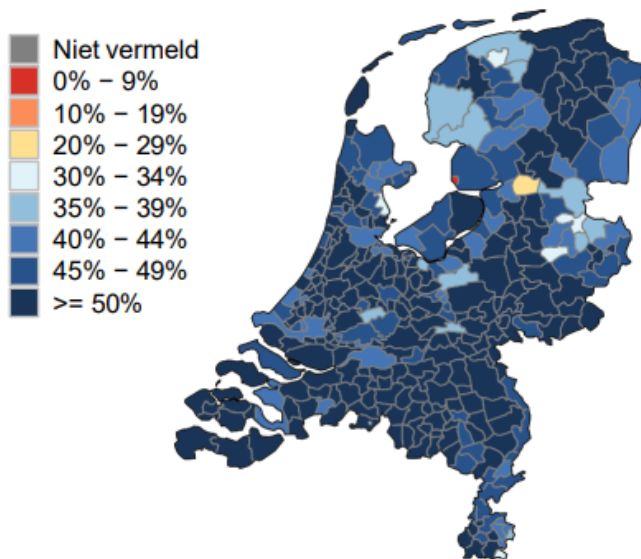 Niet vermeld
0% − 9%
10% − 19%
20% − 29%
30% − 34%
35% − 39%
40% − 44%
45% − 49%
>= 50%